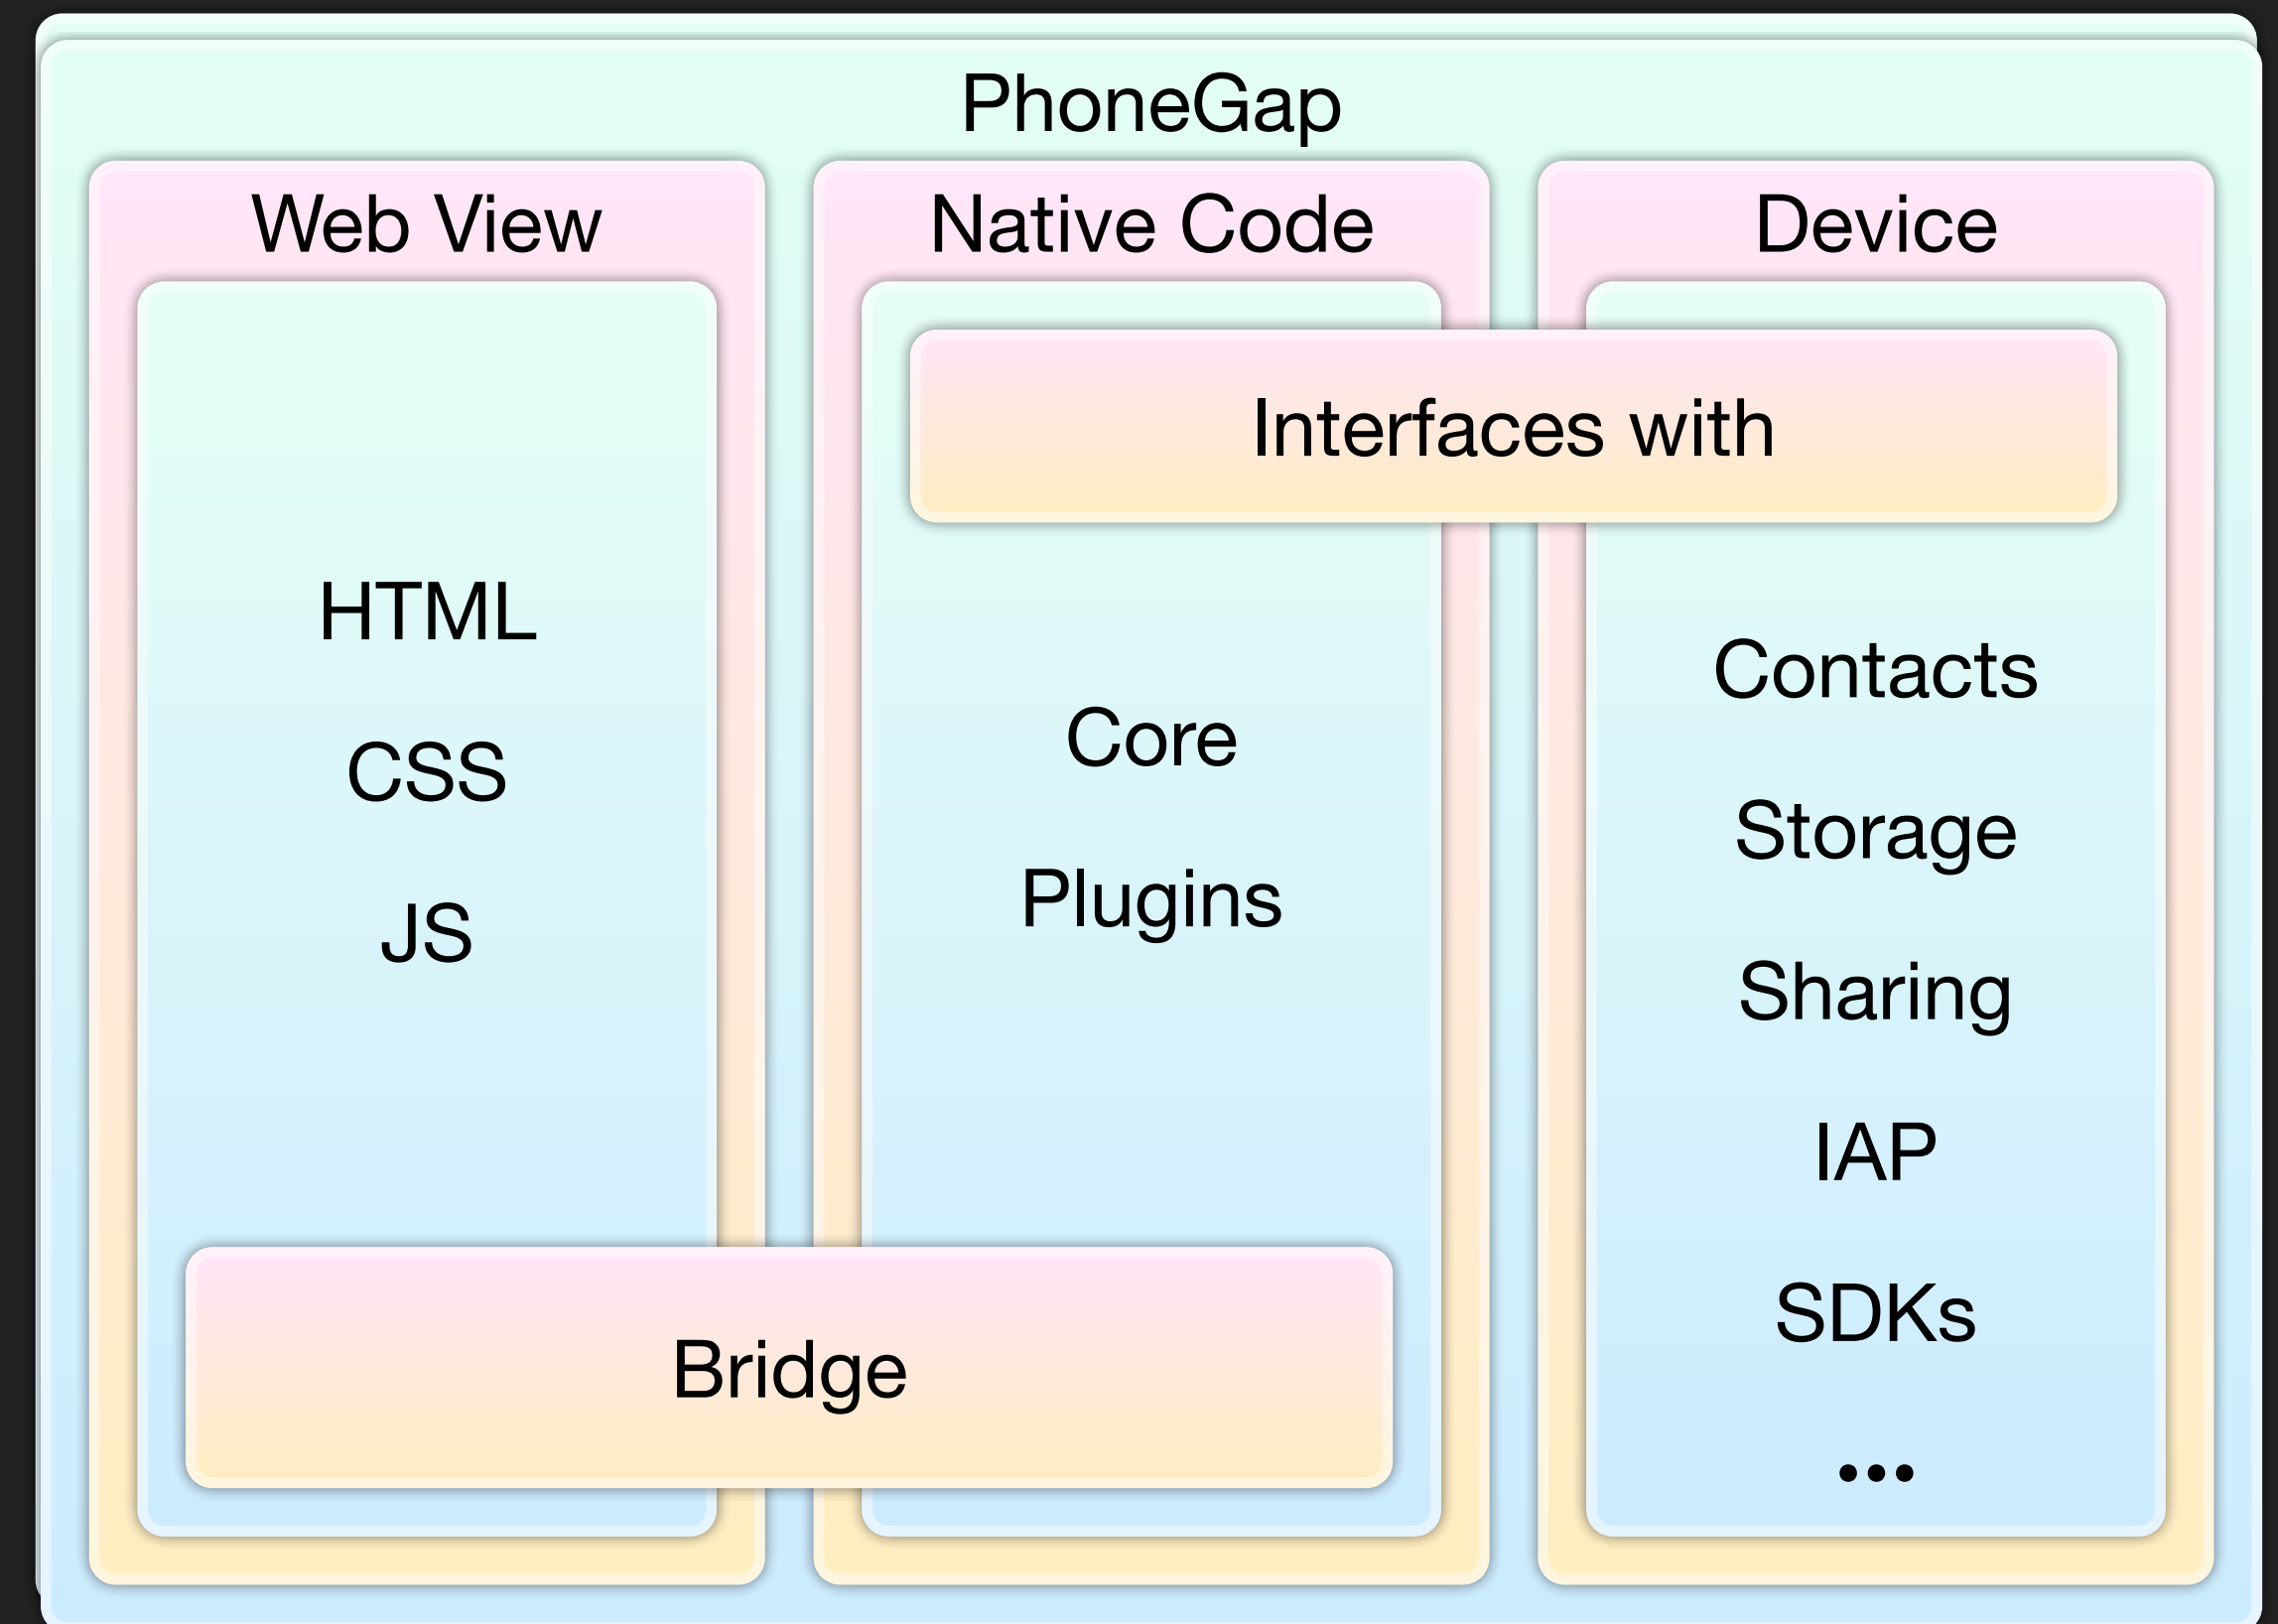 PhoneGap
Web View
HTML
CSS
JS
Native Code
Device
Interfaces with
Core
Plugins
Contacts
Storage
Sharing
IAP
SDKs
...
Bridge